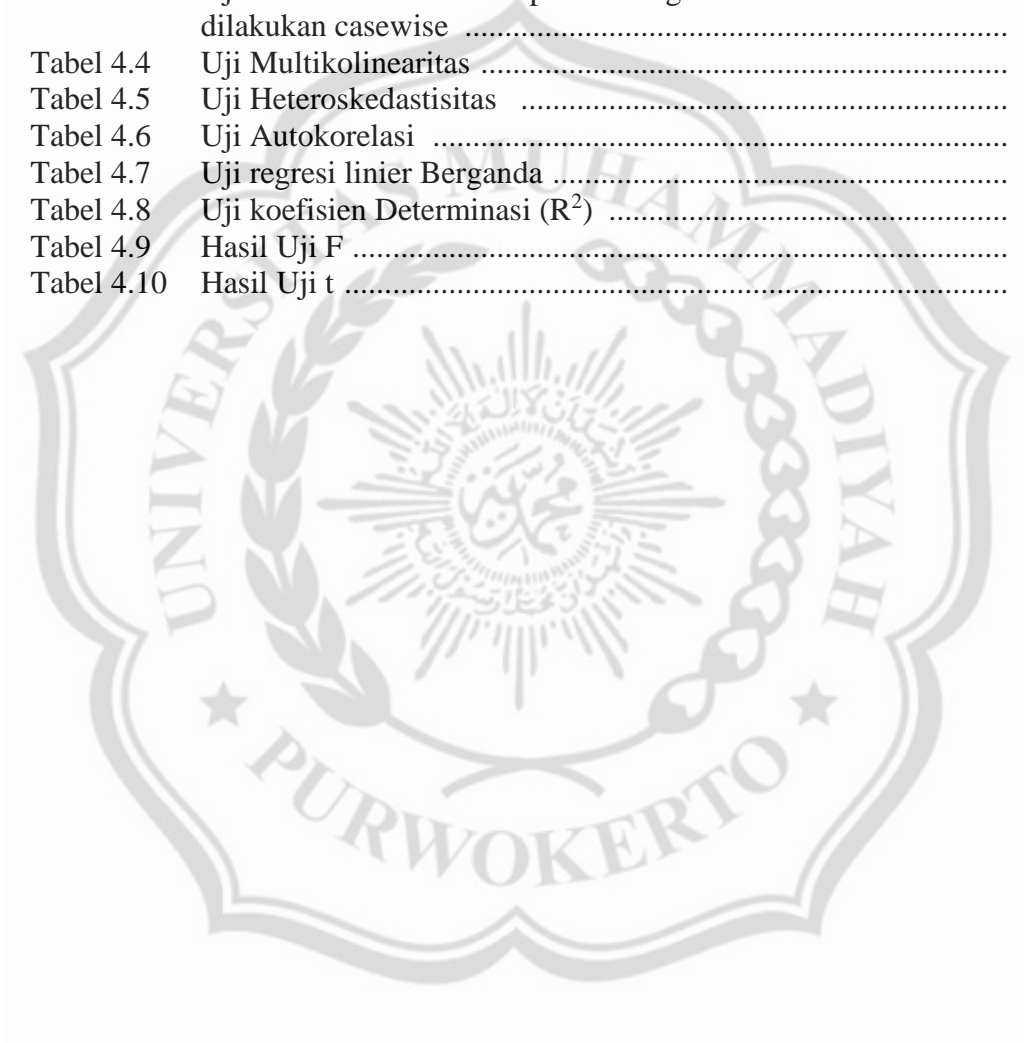 dilakukan casewise ....................................................................
Tabel 4.4 Uji Multikolinearitas ..................................................................
Tabel 4.5 Uji Heteroskedastisitas .............................................................
Tabel 4.6 Uji Autokorelasi ........................................................................
Tabel 4.7 Uji regresi linier Berganda .........................................................
Tabel 4.8 Uji koefisien Determinasi (R²) ..................................................
Tabel 4.9 Hasil Uji F ..................................................................................
Tabel 4.10 Hasil Uji t ...................................................................................
UNIVERSITAS MUHAMMADIYAH
PURWOKERTO